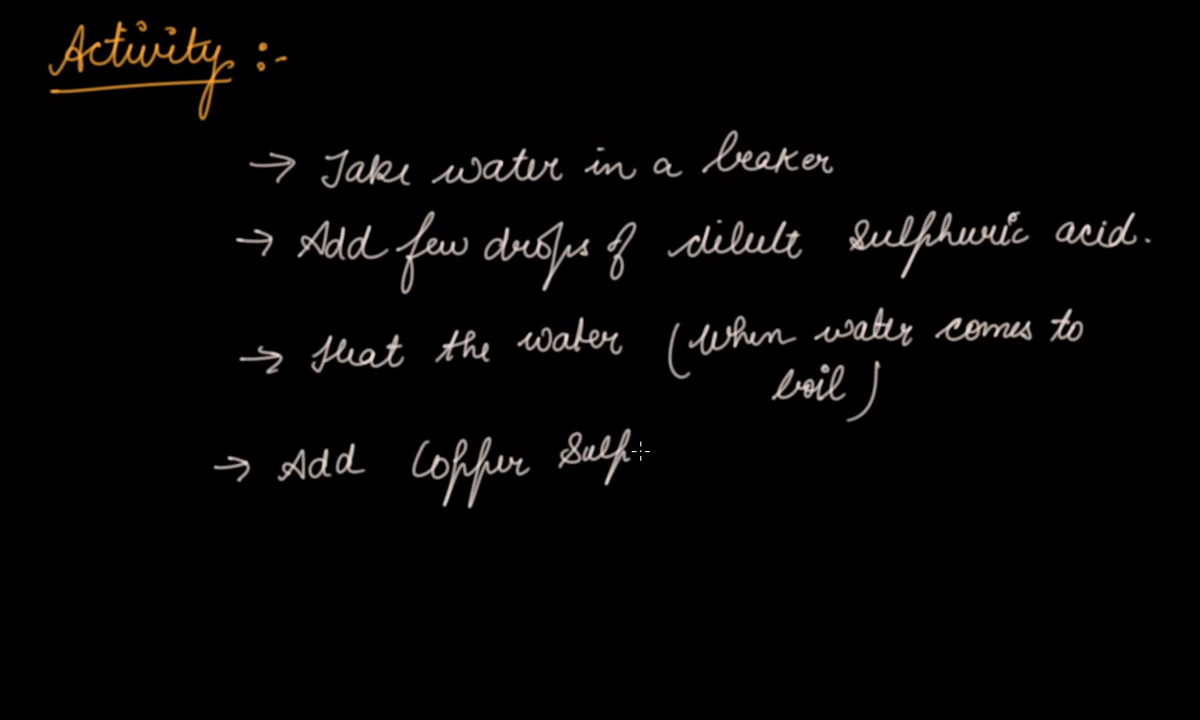 Activity :-
→ Take water in a beaker
→ Add few drops of dilute sulphuric acid.
→ Heat the water (When water comes to
boil)
→ Add Copper Sulp